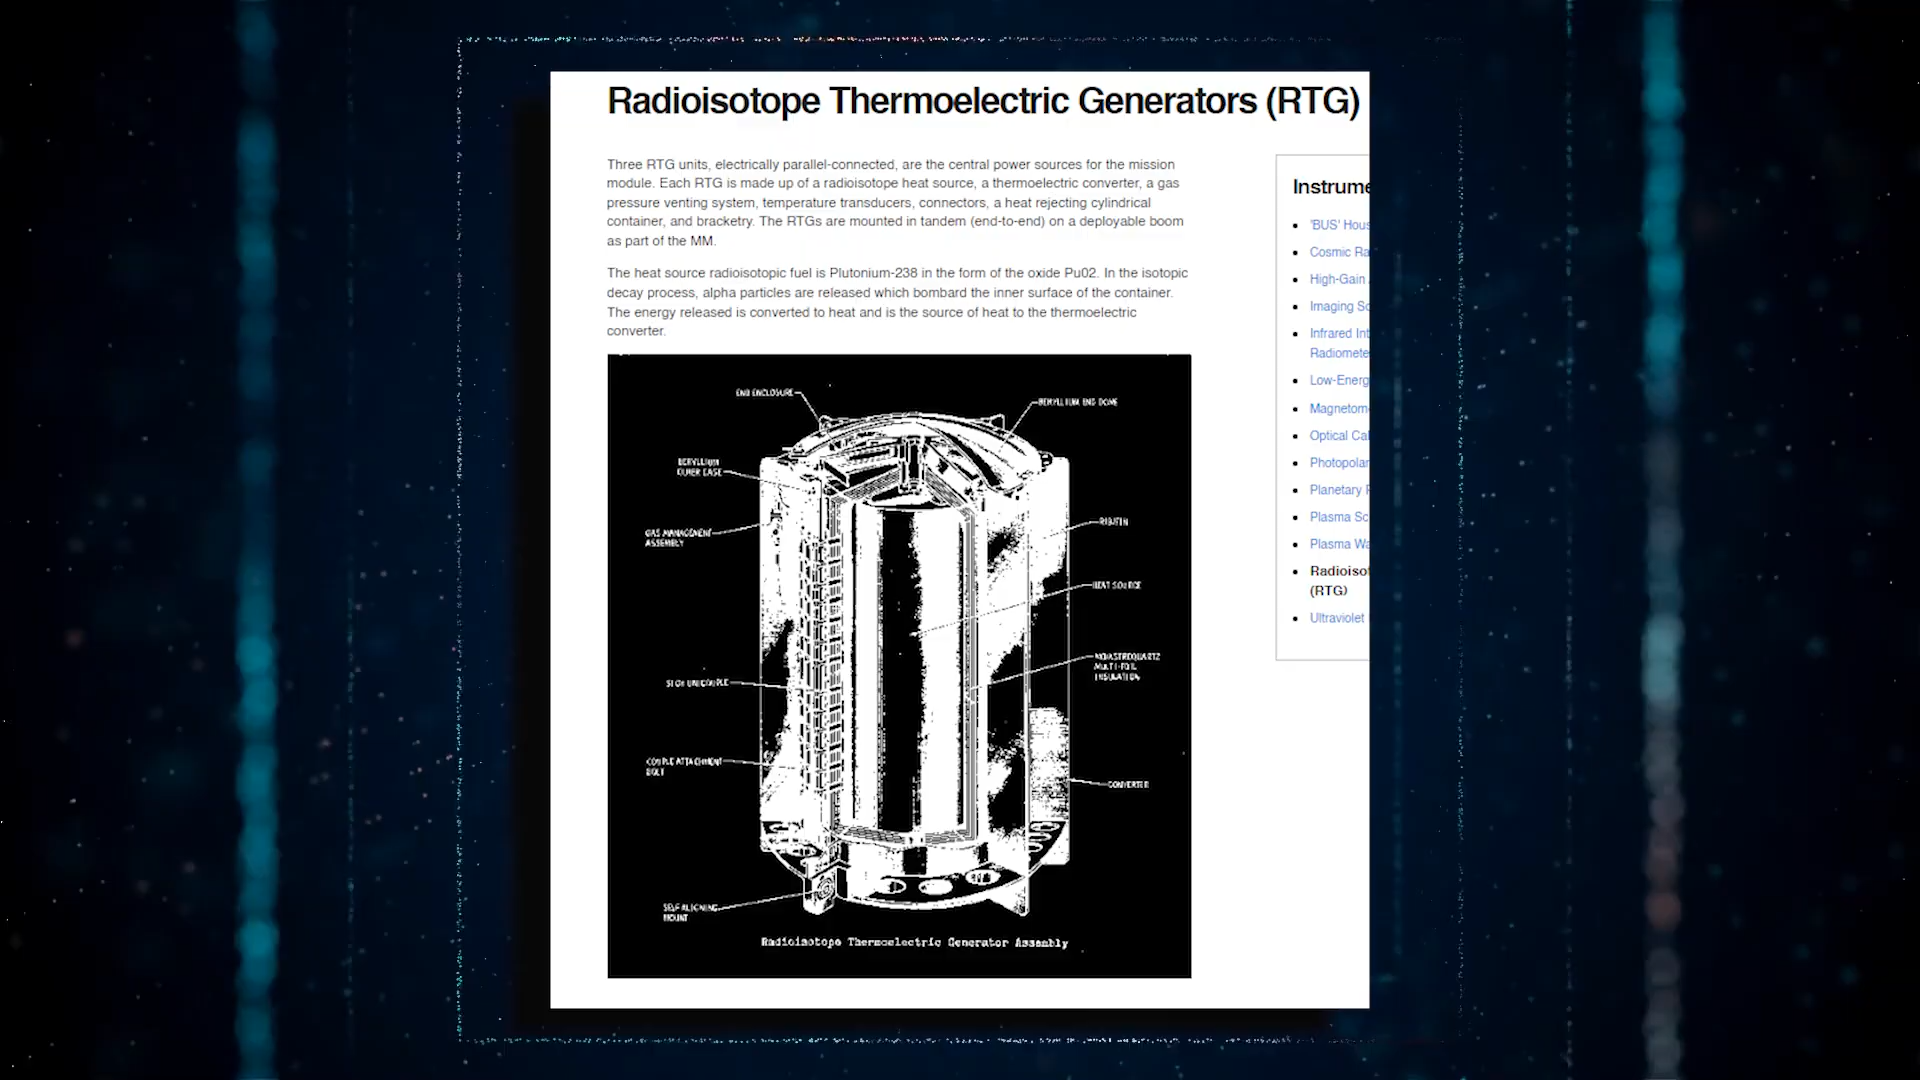 Radioisotope Thermoelectric Generators (RTG)
Three RTG units, electrically parallel-connected, are the central power sources for the mission
module. Each RTG is made up of a radioisotope heat source, a thermoelectric converter, a gas
pressure venting system, temperature transducers, connectors, a heat rejecting cylindrical
container, and bracketry. The RTGs are mounted in tandem (end-to-end) on a deployable boom
as part of the MM.
The heat source radioisotopic fuel is Plutonium-238 in the form of the oxide Pu02. In the isotopic
decay process, alpha particles are released which bombard the inner surface of the container.
The energy released is converted to heat and is the source of heat to the thermoelectric
converter.
END ENCLOSURE
BERYLLIUM END DOME
BERYLLIUM
OUTER CASE
GAS MANAGEMENT
ASSEMBLY
HEAT SOURCE
MULTI-FOIL
INSULATION
COUPLE ATTACHMENT
BOLT
CONVERTER
SELF ALIGNING
MOUNT
Radioisotope Thermoelectric Generator Assembly
Instrume
'BUS' Hous
Cosmic Ra
High-Gain
Imaging Sc
Infrared Int
Radiomete
Low-Energ
Magnetom
Optical Cal
Photopolar
Planetary
Plasma Sc
Plasma Wa
Radioisot
(RTG)
Ultraviolet